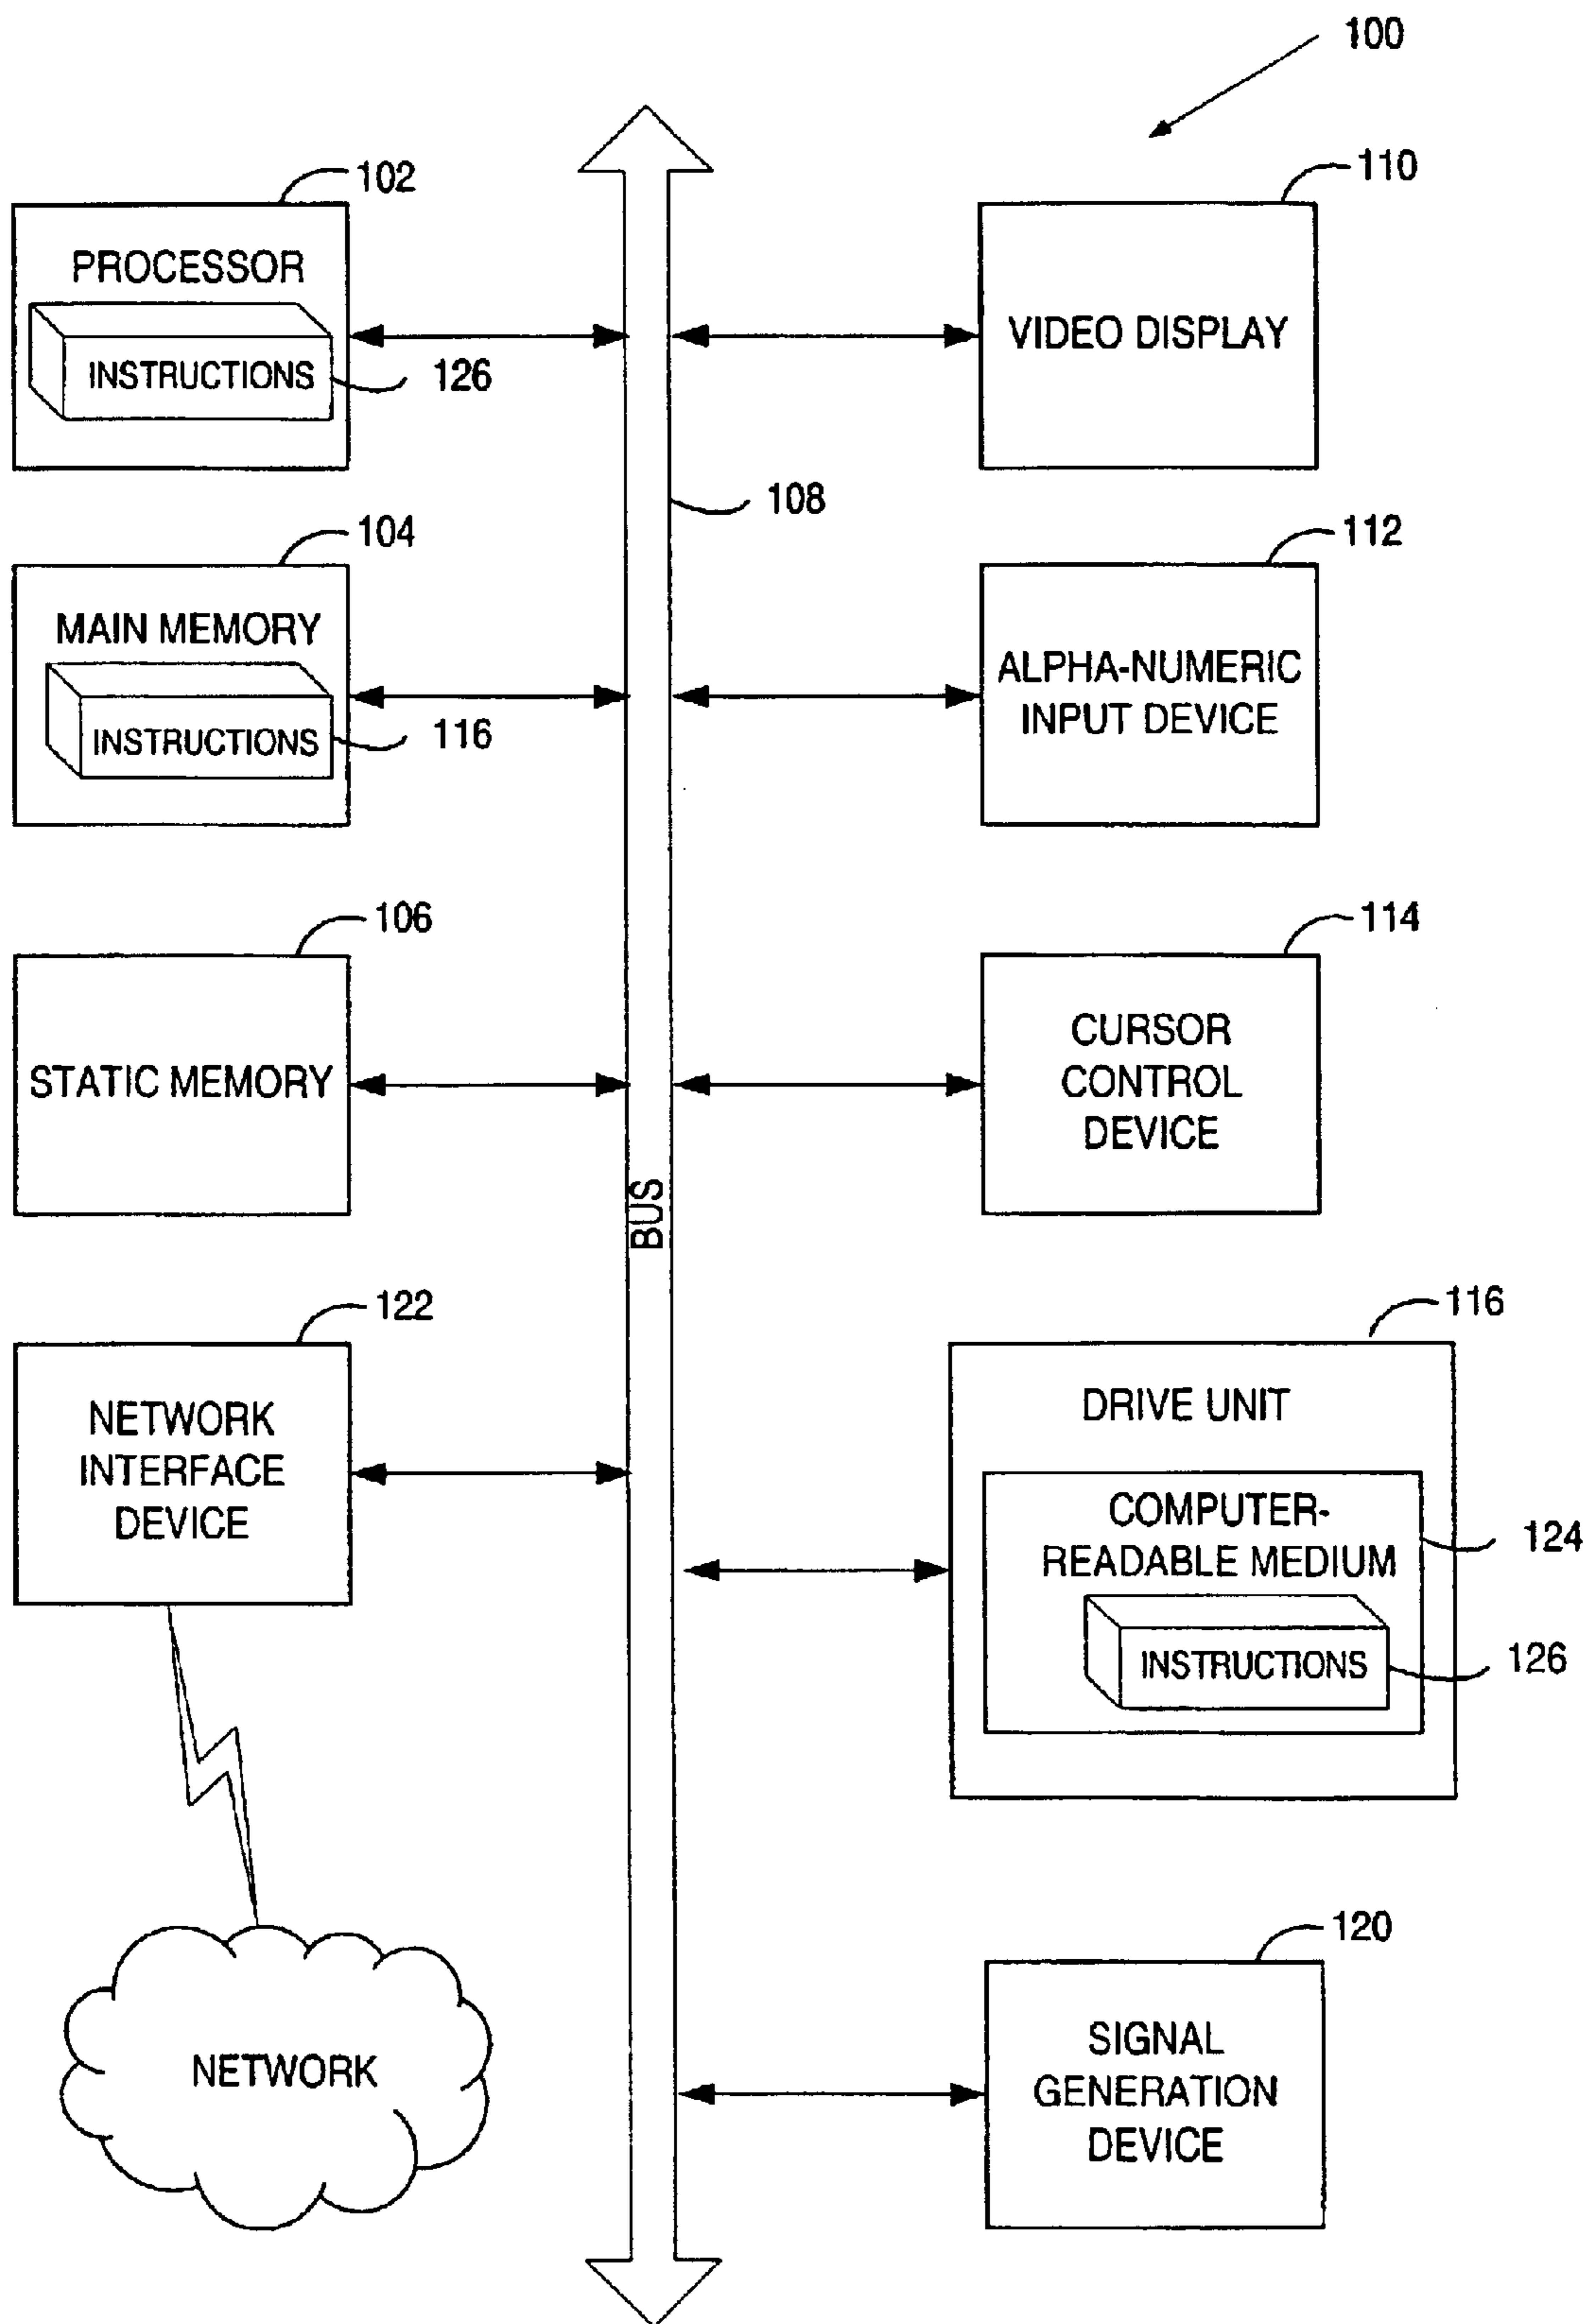 100
102
PROCESSOR
INSTRUCTIONS
126
110
VIDEO DISPLAY
108
104
MAIN MEMORY
INSTRUCTIONS
116
112
ALPHA-NUMERIC
INPUT DEVICE
106
STATIC MEMORY
114
CURSOR
CONTROL
DEVICE
BUS
122
NETWORK
INTERFACE
DEVICE
116
DRIVE UNIT
COMPUTER-
READABLE MEDIUM
124
INSTRUCTIONS
126
NETWORK
120
SIGNAL
GENERATION
DEVICE